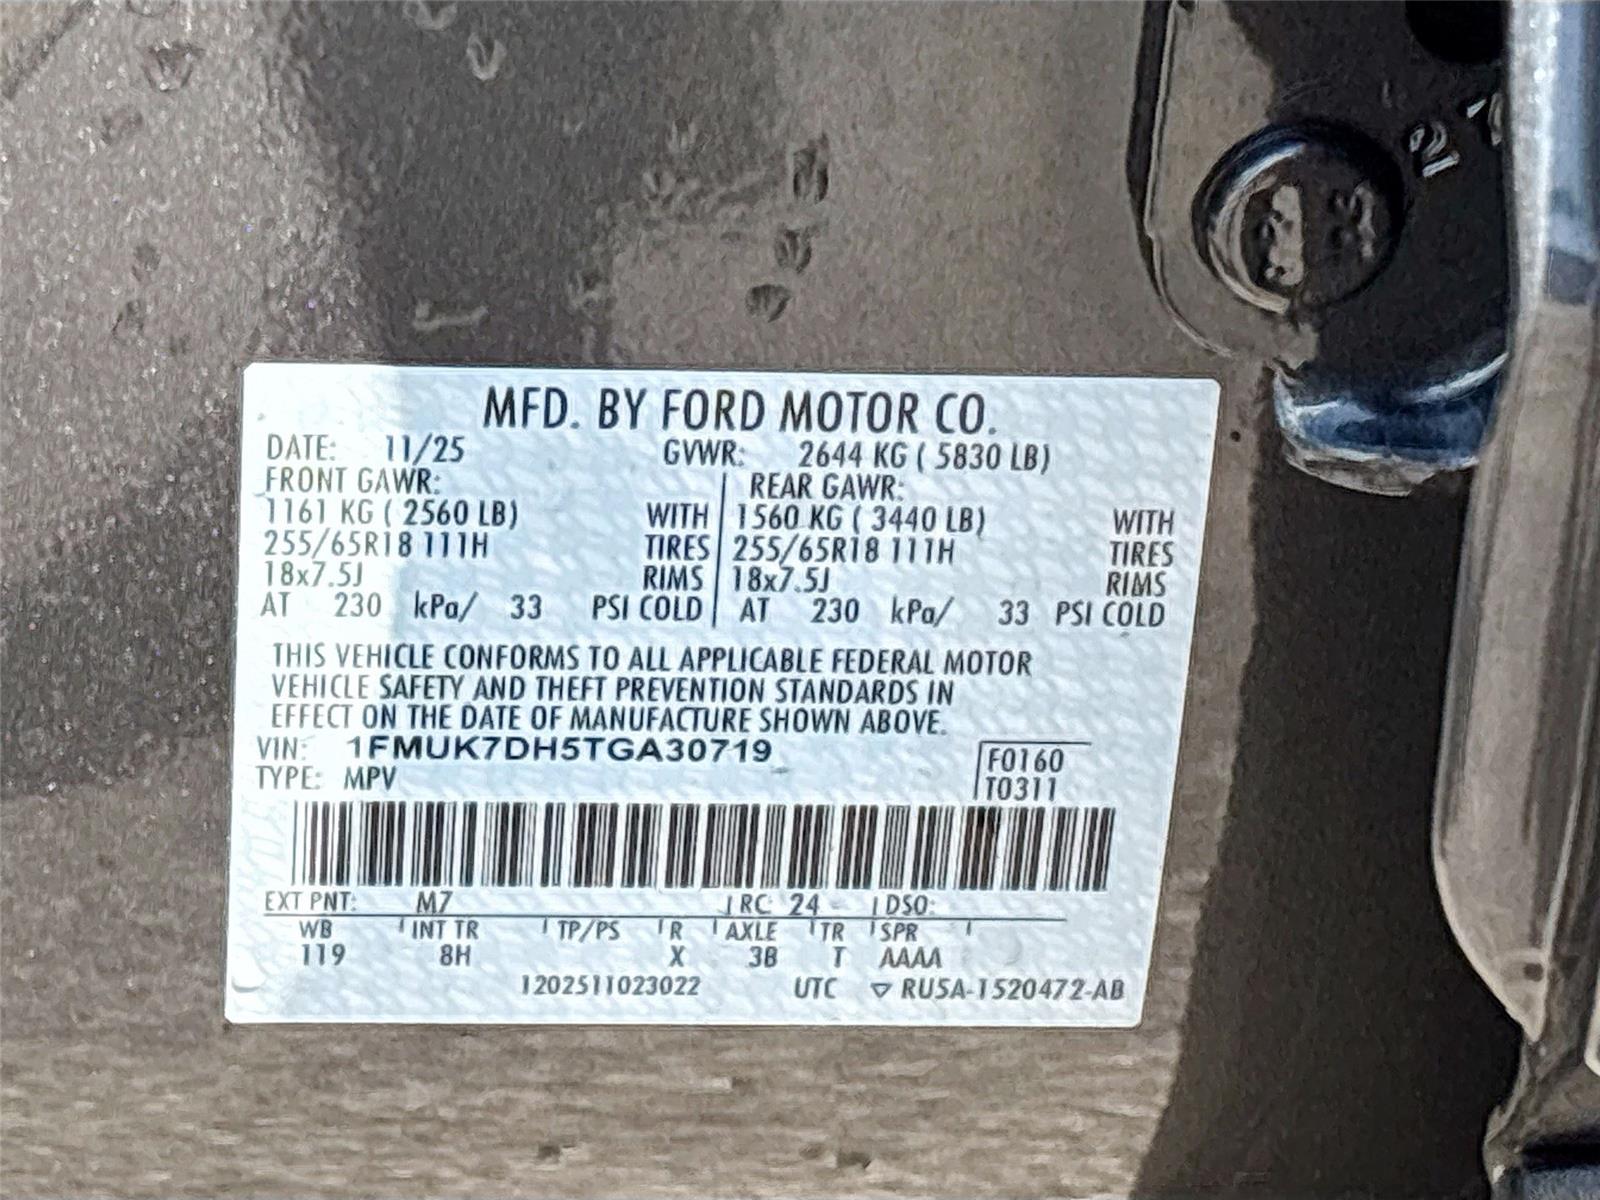 MFD. BY FORD MOTOR CO.
DATE: 11/25 GVWR: 2644 KG ( 5830 LB)
FRONT GAWR: REAR GAWR:
1161 KG ( 2560 LB) WITH 1560 KG ( 3440 LB) WITH
255/65R18 111H TIRES 255/65R18 111H TIRES
18x7.5J RIMS 18x7.5J RIMS
AT 230 kPa/ 33 PSI COLD AT 230 kPa/ 33 PSI COLD
THIS VEHICLE CONFORMS TO ALL APPLICABLE FEDERAL MOTOR
VEHICLE SAFETY AND THEFT PREVENTION STANDARDS IN
EFFECT ON THE DATE OF MANUFACTURE SHOWN ABOVE.
VIN: 1FMUK7DH5TGA30719 F0160
TYPE: MPV T0311
EXT PNT: M7 RC: 24 DSO:
WB INT TR TP/PS R AXLE TR SPR
119 8H X 3B T AAAA
1202511023022 UTC ▽ RU5A-1520472-AB